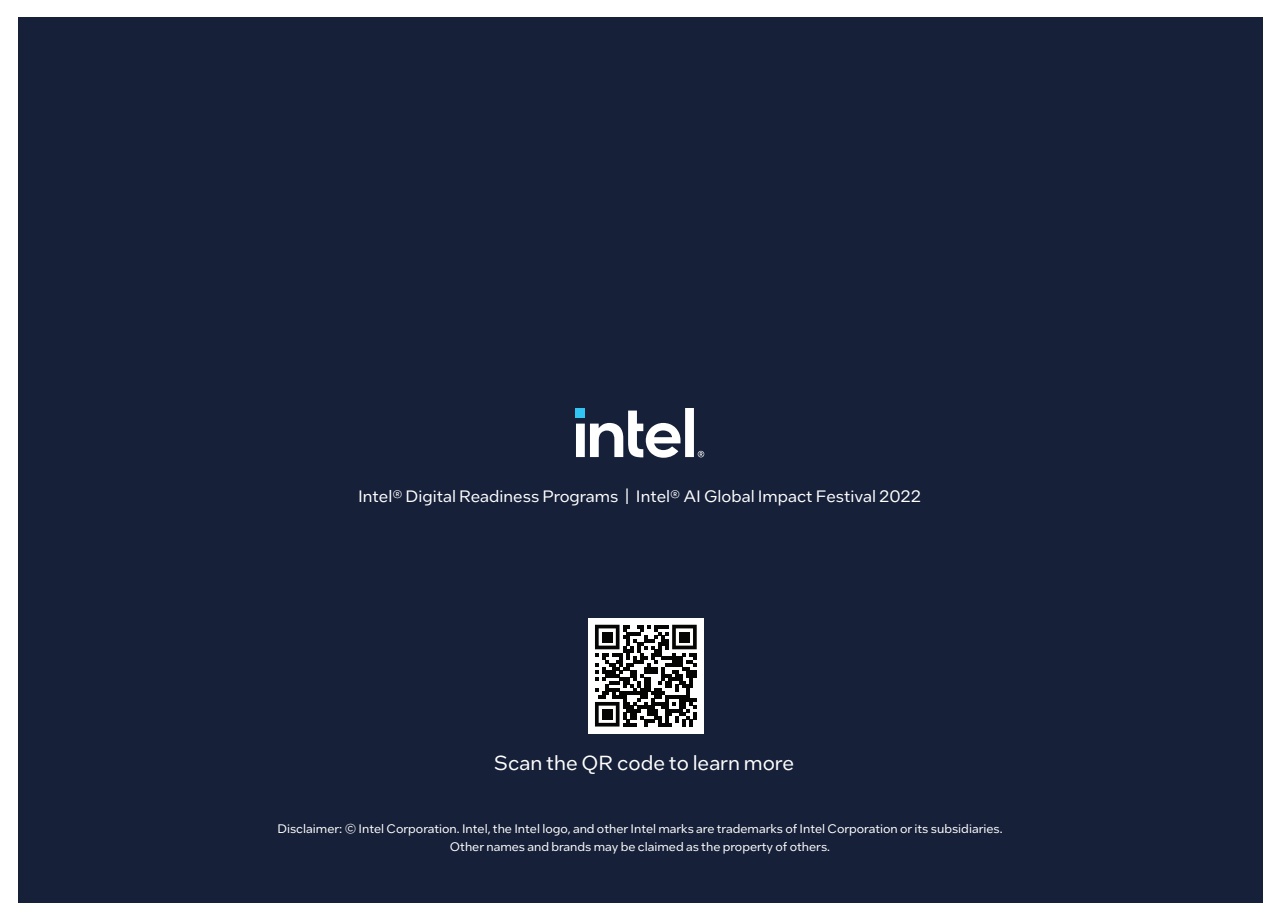 intel®
Intel® Digital Readiness Programs | Intel® AI Global Impact Festival 2022
Scan the QR code to learn more
Disclaimer: © Intel Corporation. Intel, the Intel logo, and other Intel marks are trademarks of Intel Corporation or its subsidiaries.
Other names and brands may be claimed as the property of others.